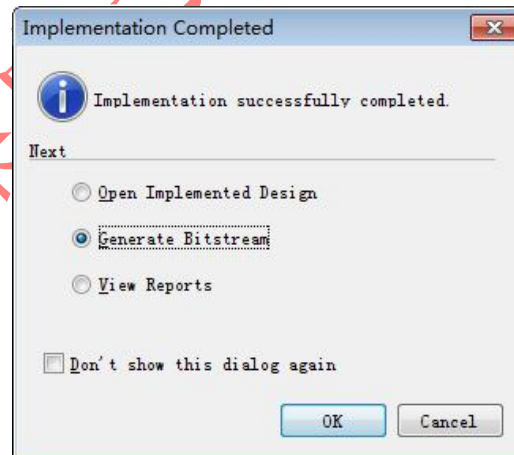 Implementation Completed
Implementation successfully completed.
Next
Open Implemented Design
Generate Bitstream
View Reports
Don't show this dialog again
OK
Cancel